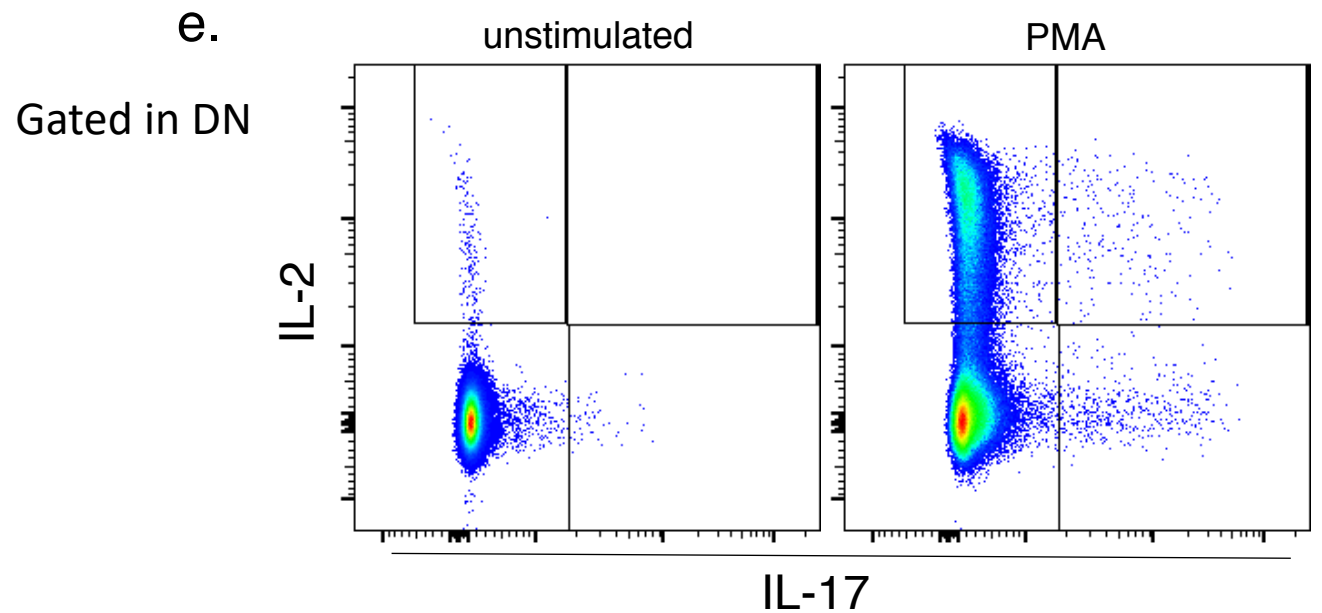 e.
unstimulated
PMA
Gated in DN
IL-2
IL-17